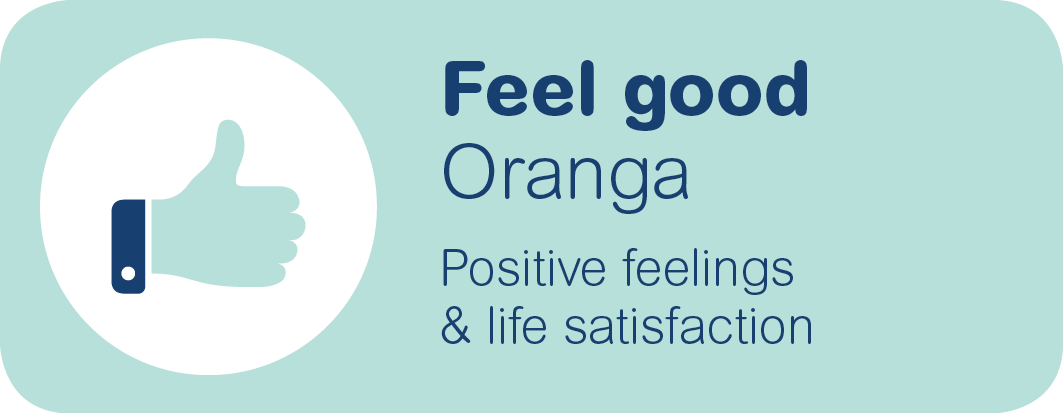 Feel good
Oranga
Positive feelings
& life satisfaction